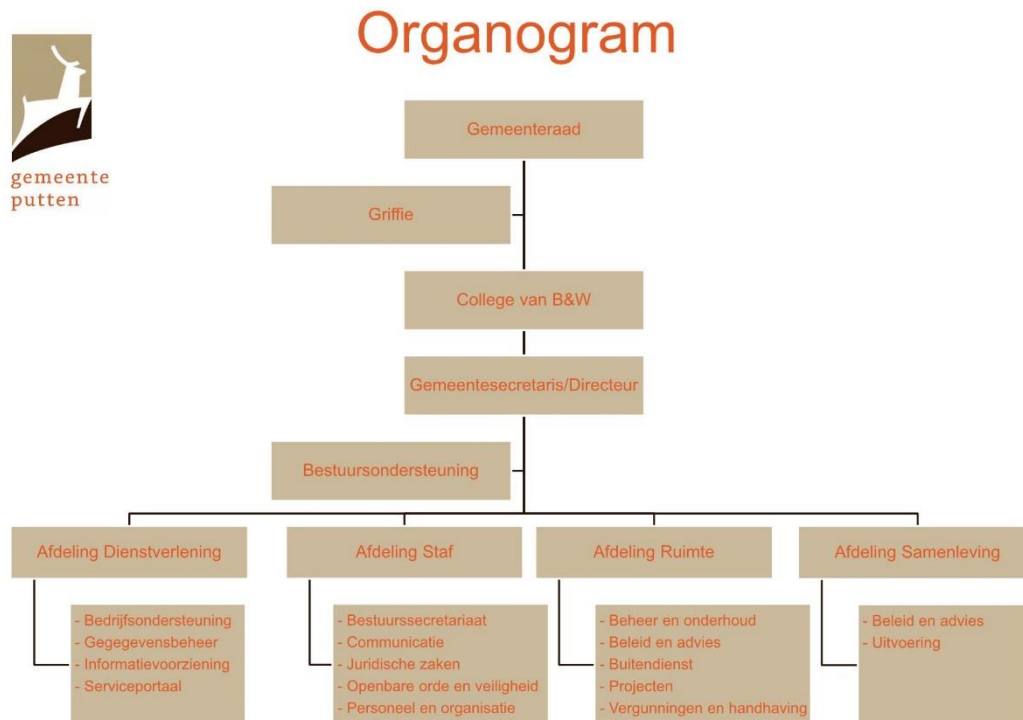 Organogram
gemeente
putten
Gemeenteraad
Griffie
College van B&W
Gemeentesecretaris/Directeur
Bestuursondersteuning
Afdeling Dienstverlening
- Bedrijfsondersteuning
- Gegegevensbeheer
- Informatievoorziening
- Serviceportaal
Afdeling Staf
- Bestuurssecretariaat
- Communicatie
- Juridische zaken
- Openbare orde en veiligheid
- Personeel en organisatie
Afdeling Ruimte
- Beheer en onderhoud
- Beleid en advies
- Buitendienst
- Projecten
- Vergunningen en handhaving
Afdeling Samenleving
- Beleid en advies
- Uitvoering